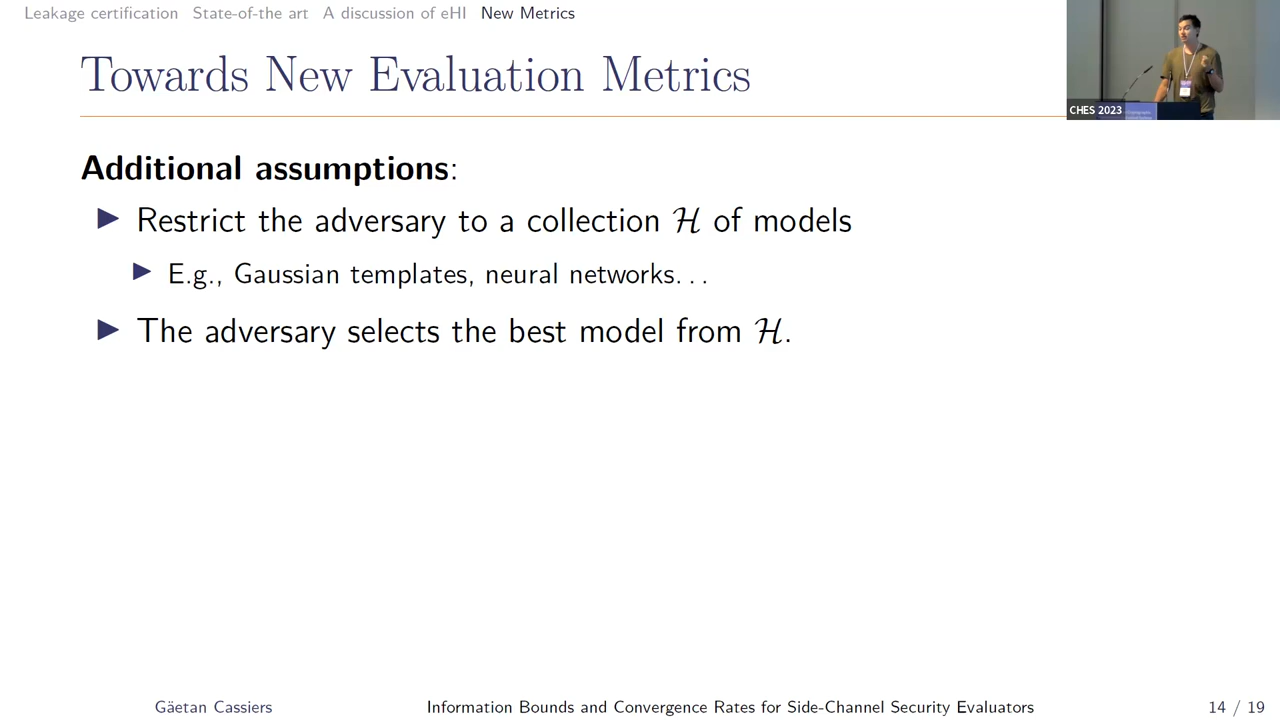 Leakage certification State-of-the art A discussion of eHI New Metrics
Towards New Evaluation Metrics
CHES 2023
Additional assumptions:
▶ Restrict the adversary to a collection ℋ of models
▶ E.g., Gaussian templates, neural networks...
▶ The adversary selects the best model from ℋ.
Gäetan Cassiers Information Bounds and Convergence Rates for Side-Channel Security Evaluators 14 / 19